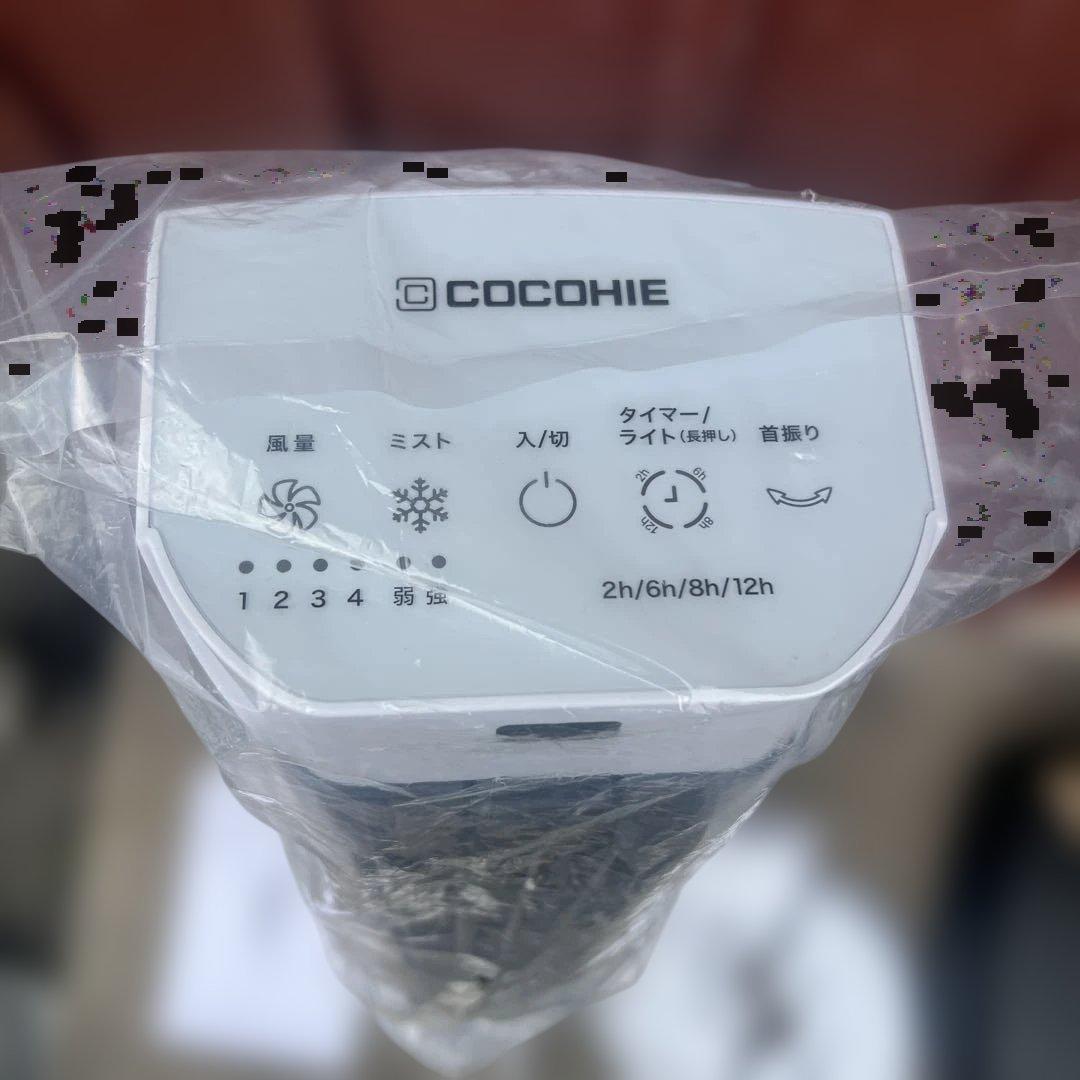 COCOHIE
風量 ミスト 入/切 タイマー/ライト(長押し) 首振り
2h 6h 8h 12h
1 2 3 4 弱 強
2h/6h/8h/12h